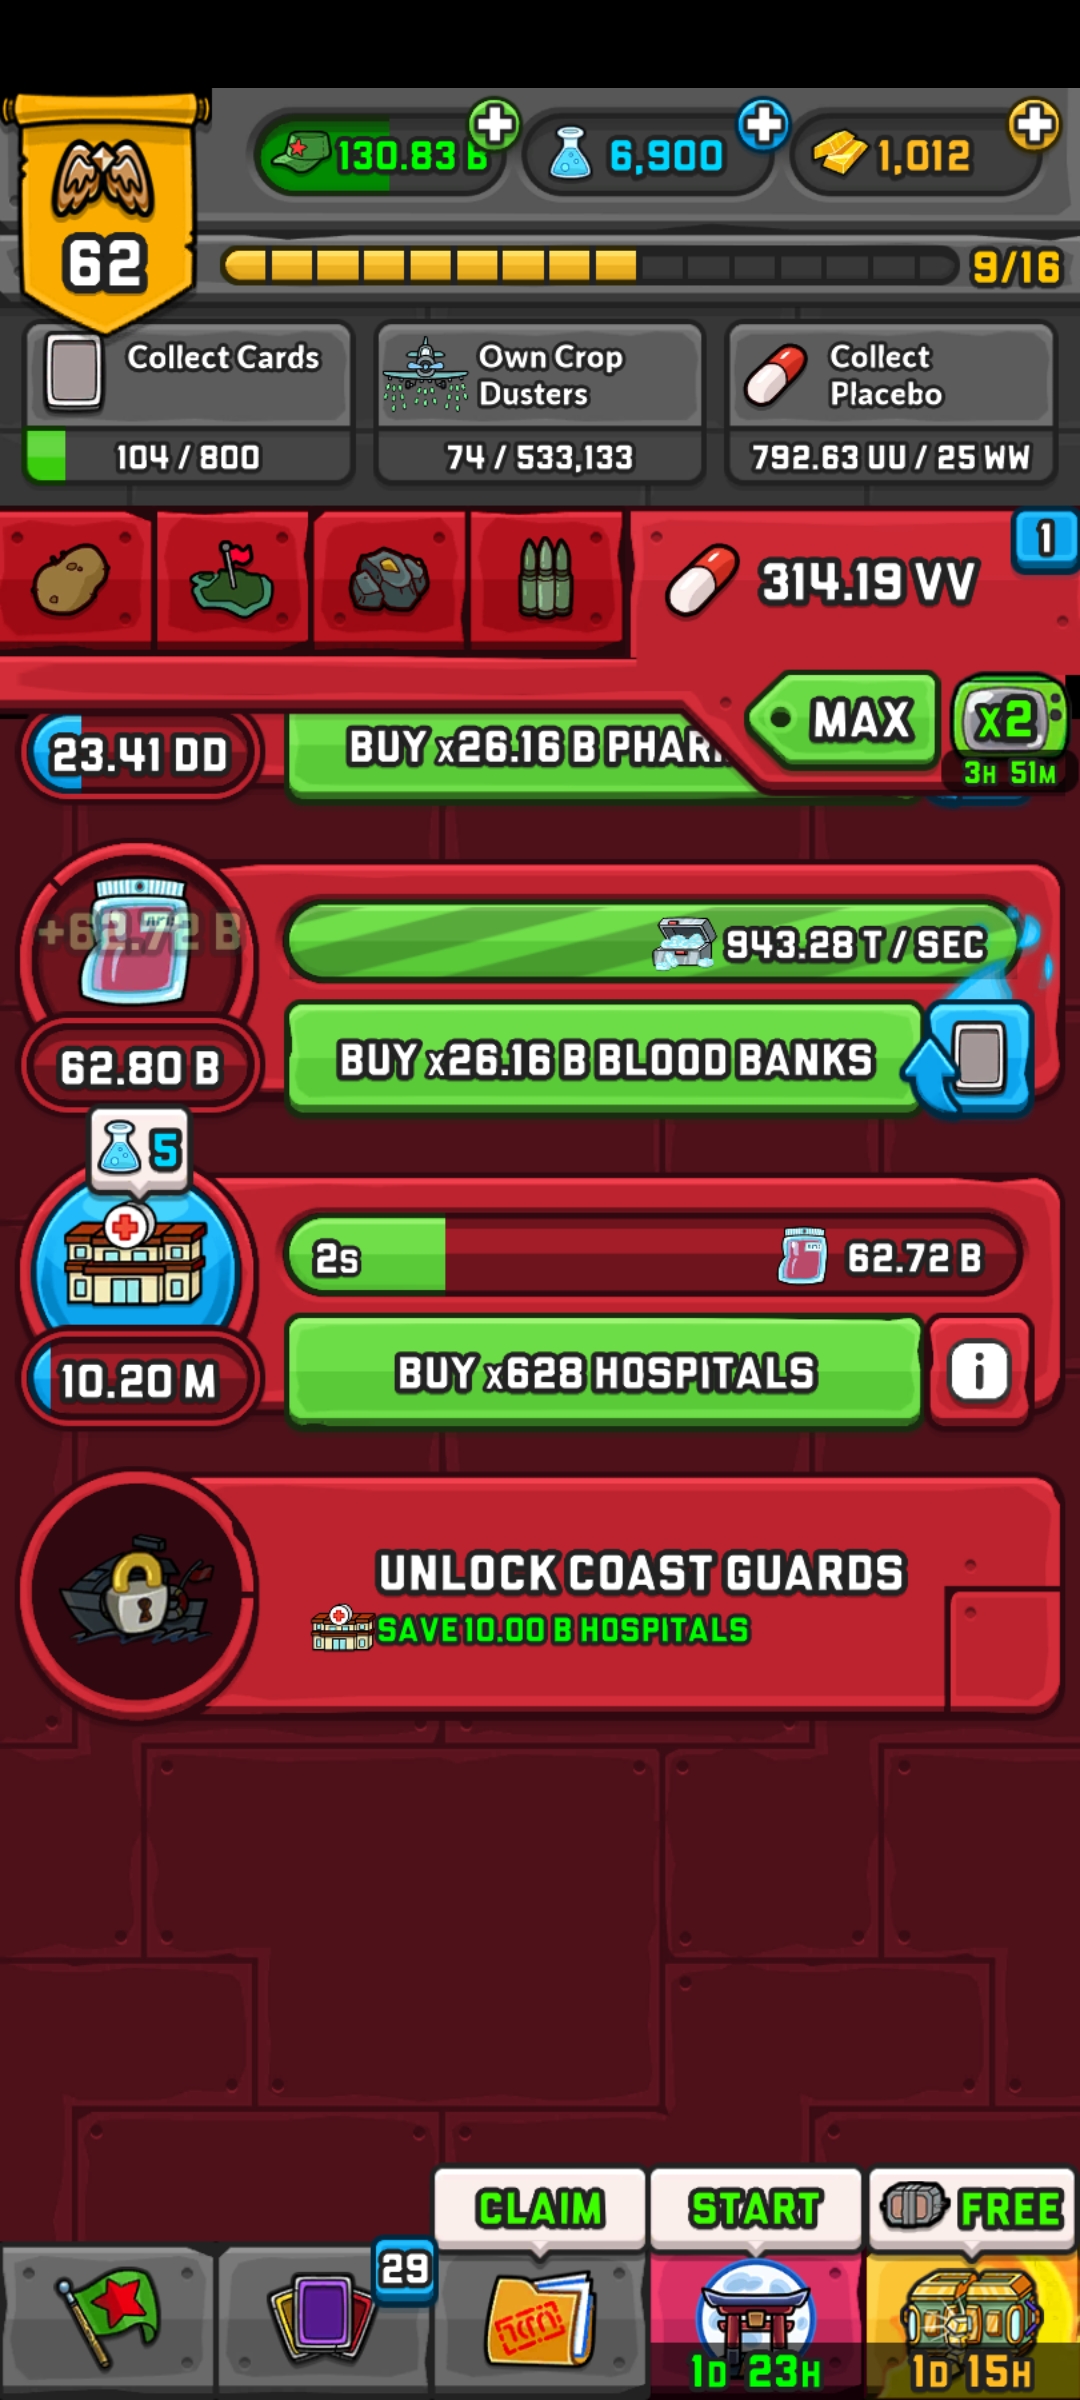 130.83 B
6,900
1,012
62
9/16
Collect Cards
104 / 800
Own Crop
Dusters
74 / 533,133
Collect
Placebo
792.63 UU / 25 WW
314.19 VV
1
MAX
x2
3H 51M
23.41 DD
BUY x26.16 B
+62.72 B
943.28 T / SEC
62.80 B
BUY x26.16 B BLOOD BANKS
5
2s
62.72 B
10.20 M
BUY x628 HOSPITALS
i
UNLOCK COAST GUARDS
SAVE 10.00 B HOSPITALS
CLAIM
START
FREE
29
1D 23H
1D 15H